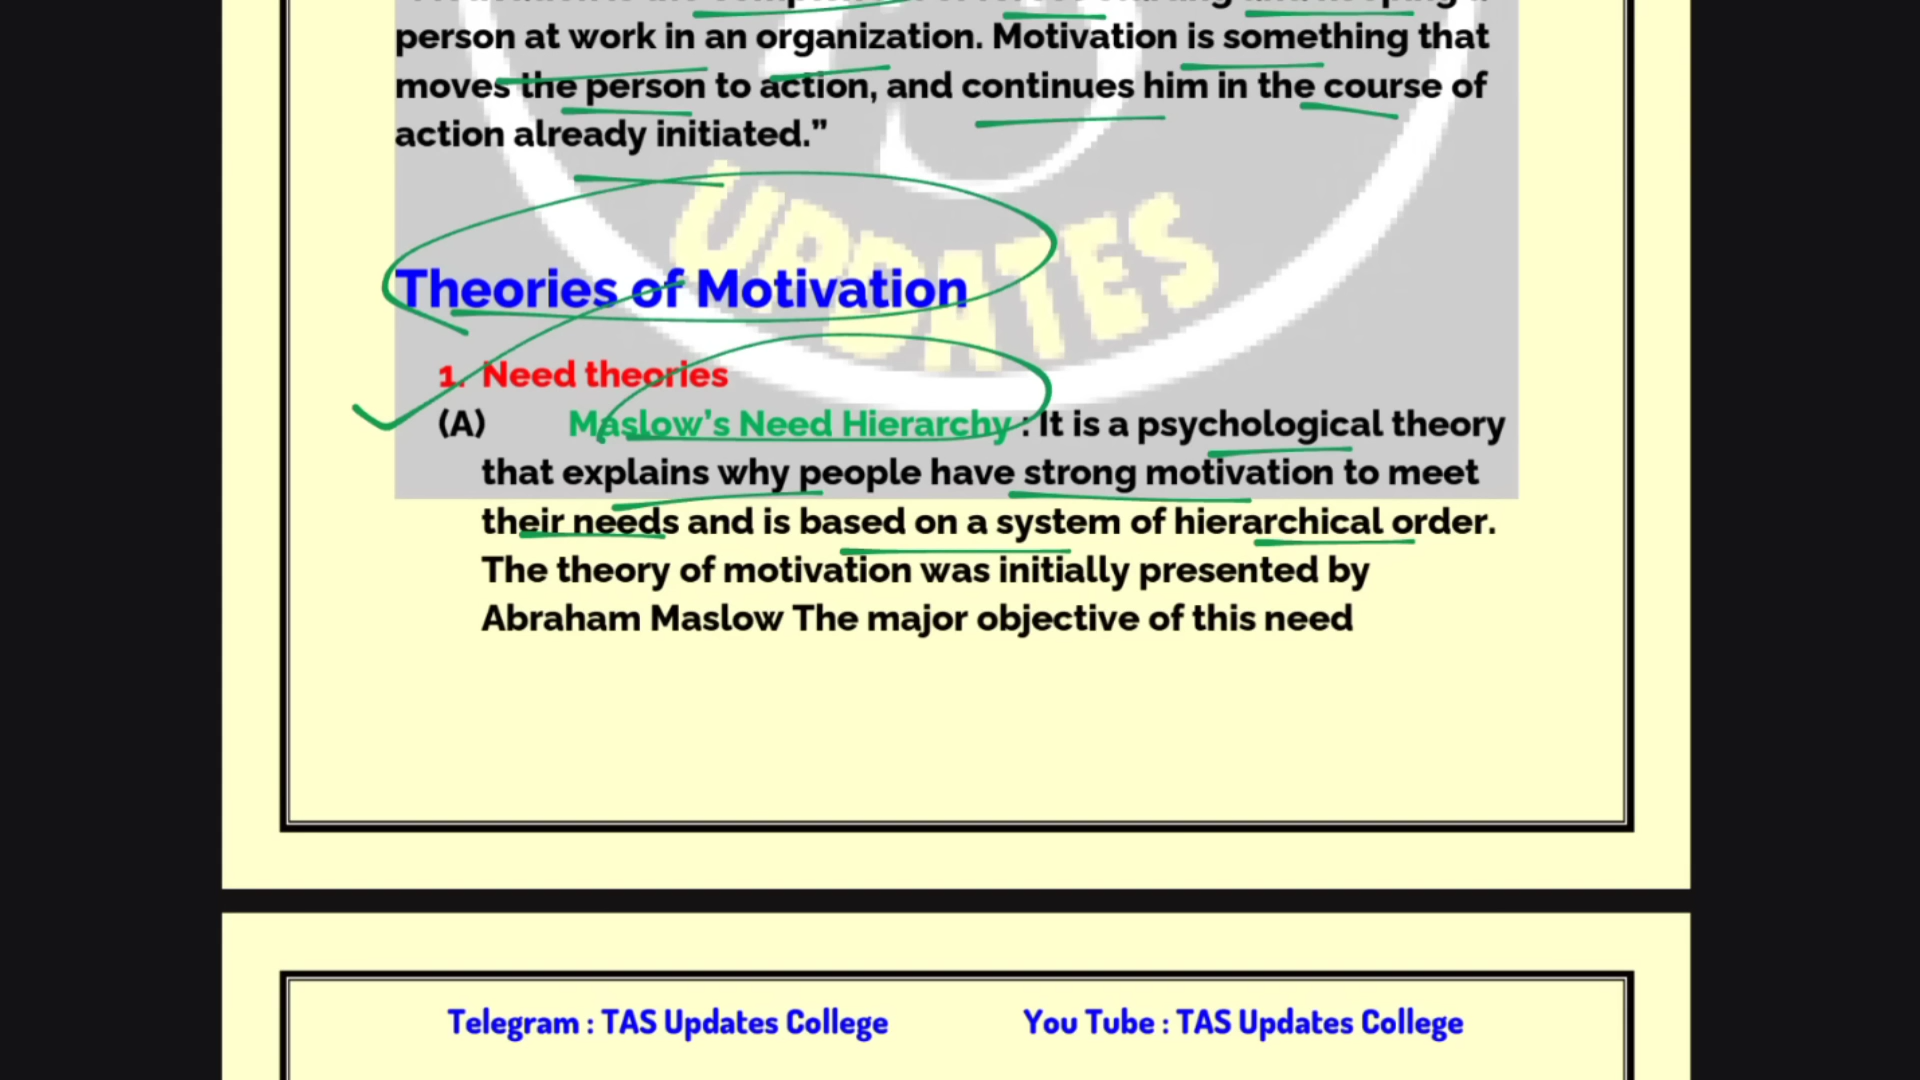 person at work in an organization. Motivation is something that
moves the person to action, and continues him in the course of
action already initiated.”
UPDATES
Theories of Motivation
1. Need theories
(A) Maslow’s Need Hierarchy : It is a psychological theory
that explains why people have strong motivation to meet
their needs and is based on a system of hierarchical order.
The theory of motivation was initially presented by
Abraham Maslow The major objective of this need
Telegram : TAS Updates College You Tube : TAS Updates College